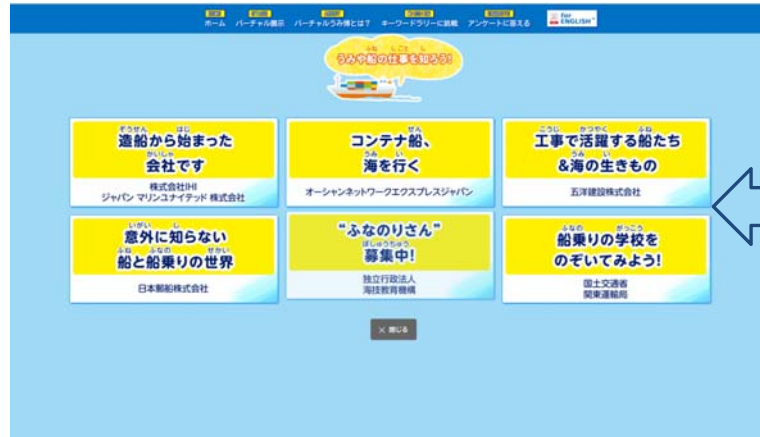 ホーム バーチャル展示 バーチャルうみ博とは？ キーワードラリーに挑戦 アンケートに答える for ENGLISH
うみや船の仕事を知ろう！
造船から始まった
会社です
株式会社IHI
ジャパン マリンユナイテッド 株式会社
コンテナ船、
海を行く
オーシャンネットワークエクスプレスジャパン
工事で活躍する船たち
&海の生きもの
五洋建設株式会社
意外に知らない
船と船乗りの世界
日本郵船株式会社
“ふなのりさん”
募集中!
独立行政法人
海技教育機構
船乗りの学校を
のぞいてみよう!
国土交通省
関東運輸局
× 閉じる